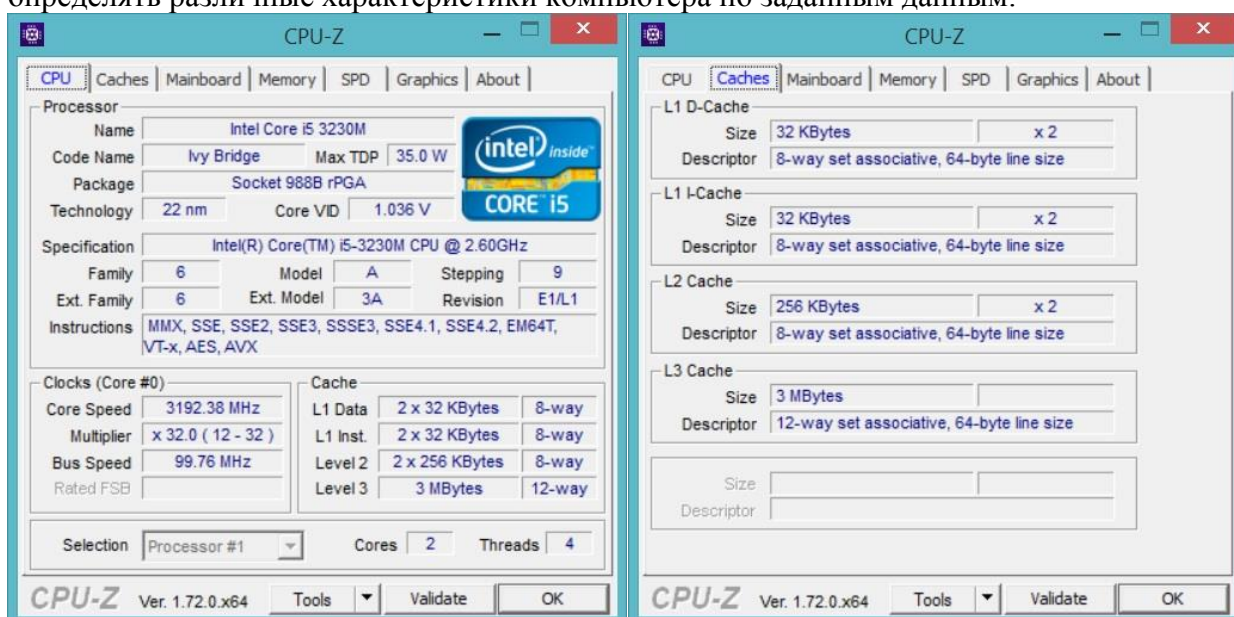 определять различные характеристики компьютера по заданным данным.
CPU-Z
CPU Caches Mainboard Memory SPD Graphics About
Processor
Name Intel Core i5 3230M
Code Name Ivy Bridge Max TDP 35.0 W
Package Socket 988B rPGA
Technology 22 nm Core VID 1.036 V
(intel) inside™
CORE i5
Specification Intel(R) Core(TM) i5-3230M CPU @ 2.60GHz
Family 6 Model A Stepping 9
Ext. Family 6 Ext. Model 3A Revision E1/L1
Instructions MMX, SSE, SSE2, SSE3, SSSE3, SSE4.1, SSE4.2, EM64T,
VT-x, AES, AVX
Clocks (Core #0)
Core Speed 3192.38 MHz
Multiplier x 32.0 ( 12 - 32 )
Bus Speed 99.76 MHz
Rated FSB
Cache
L1 Data 2 x 32 KBytes 8-way
L1 Inst. 2 x 32 KBytes 8-way
Level 2 2 x 256 KBytes 8-way
Level 3 3 MBytes 12-way
Selection Processor #1 Cores 2 Threads 4
CPU-Z Ver. 1.72.0.x64 Tools Validate OK
CPU-Z
CPU Caches Mainboard Memory SPD Graphics About
L1 D-Cache
Size 32 KBytes x 2
Descriptor 8-way set associative, 64-byte line size
L1 I-Cache
Size 32 KBytes x 2
Descriptor 8-way set associative, 64-byte line size
L2 Cache
Size 256 KBytes x 2
Descriptor 8-way set associative, 64-byte line size
L3 Cache
Size 3 MBytes
Descriptor 12-way set associative, 64-byte line size
Size
Descriptor
CPU-Z Ver. 1.72.0.x64 Tools Validate OK